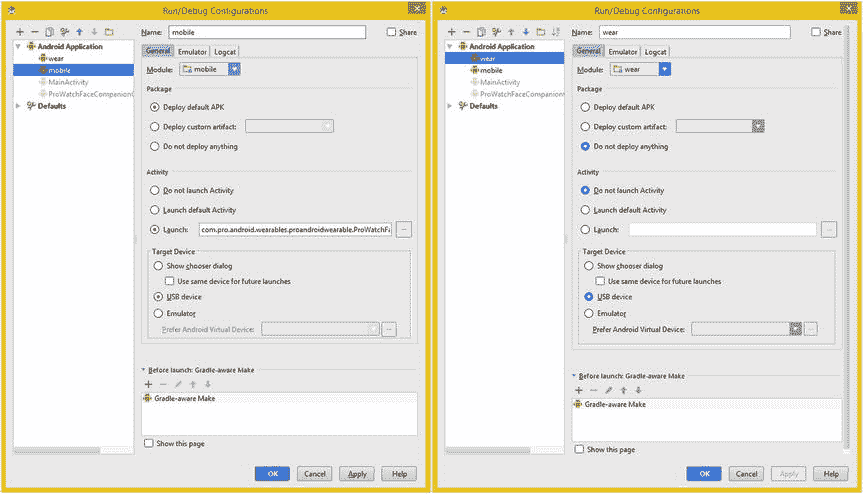 Run/Debug Configurations
Name: mobile
Share
Android Application
wear
mobile
MainActivity
ProWatchFaceCompanionC
Defaults
General
Emulator
Logcat
Module: mobile
Package
Deploy default APK
Deploy custom artifact:
Do not deploy anything
Activity
Do not launch Activity
Launch default Activity
Launch: com.pro.android.wearables.proandroidwearable.ProWatchFa
...
Target Device
Show chooser dialog
Use same device for future launches
USB device
Emulator
Prefer Android Virtual Device:
...
Before launch: Gradle-aware Make
Gradle-aware Make
Show this page
OK
Cancel
Apply
Help
Run/Debug Configurations
Name: wear
Share
Android Application
wear
mobile
MainActivity
ProWatchFaceCompanionC
Defaults
General
Emulator
Logcat
Module: wear
Package
Deploy default APK
Deploy custom artifact:
Do not deploy anything
Activity
Do not launch Activity
Launch default Activity
Launch:
...
Target Device
Show chooser dialog
Use same device for future launches
USB device
Emulator
Prefer Android Virtual Device:
...
Before launch: Gradle-aware Make
Gradle-aware Make
Show this page
OK
Cancel
Apply
Help